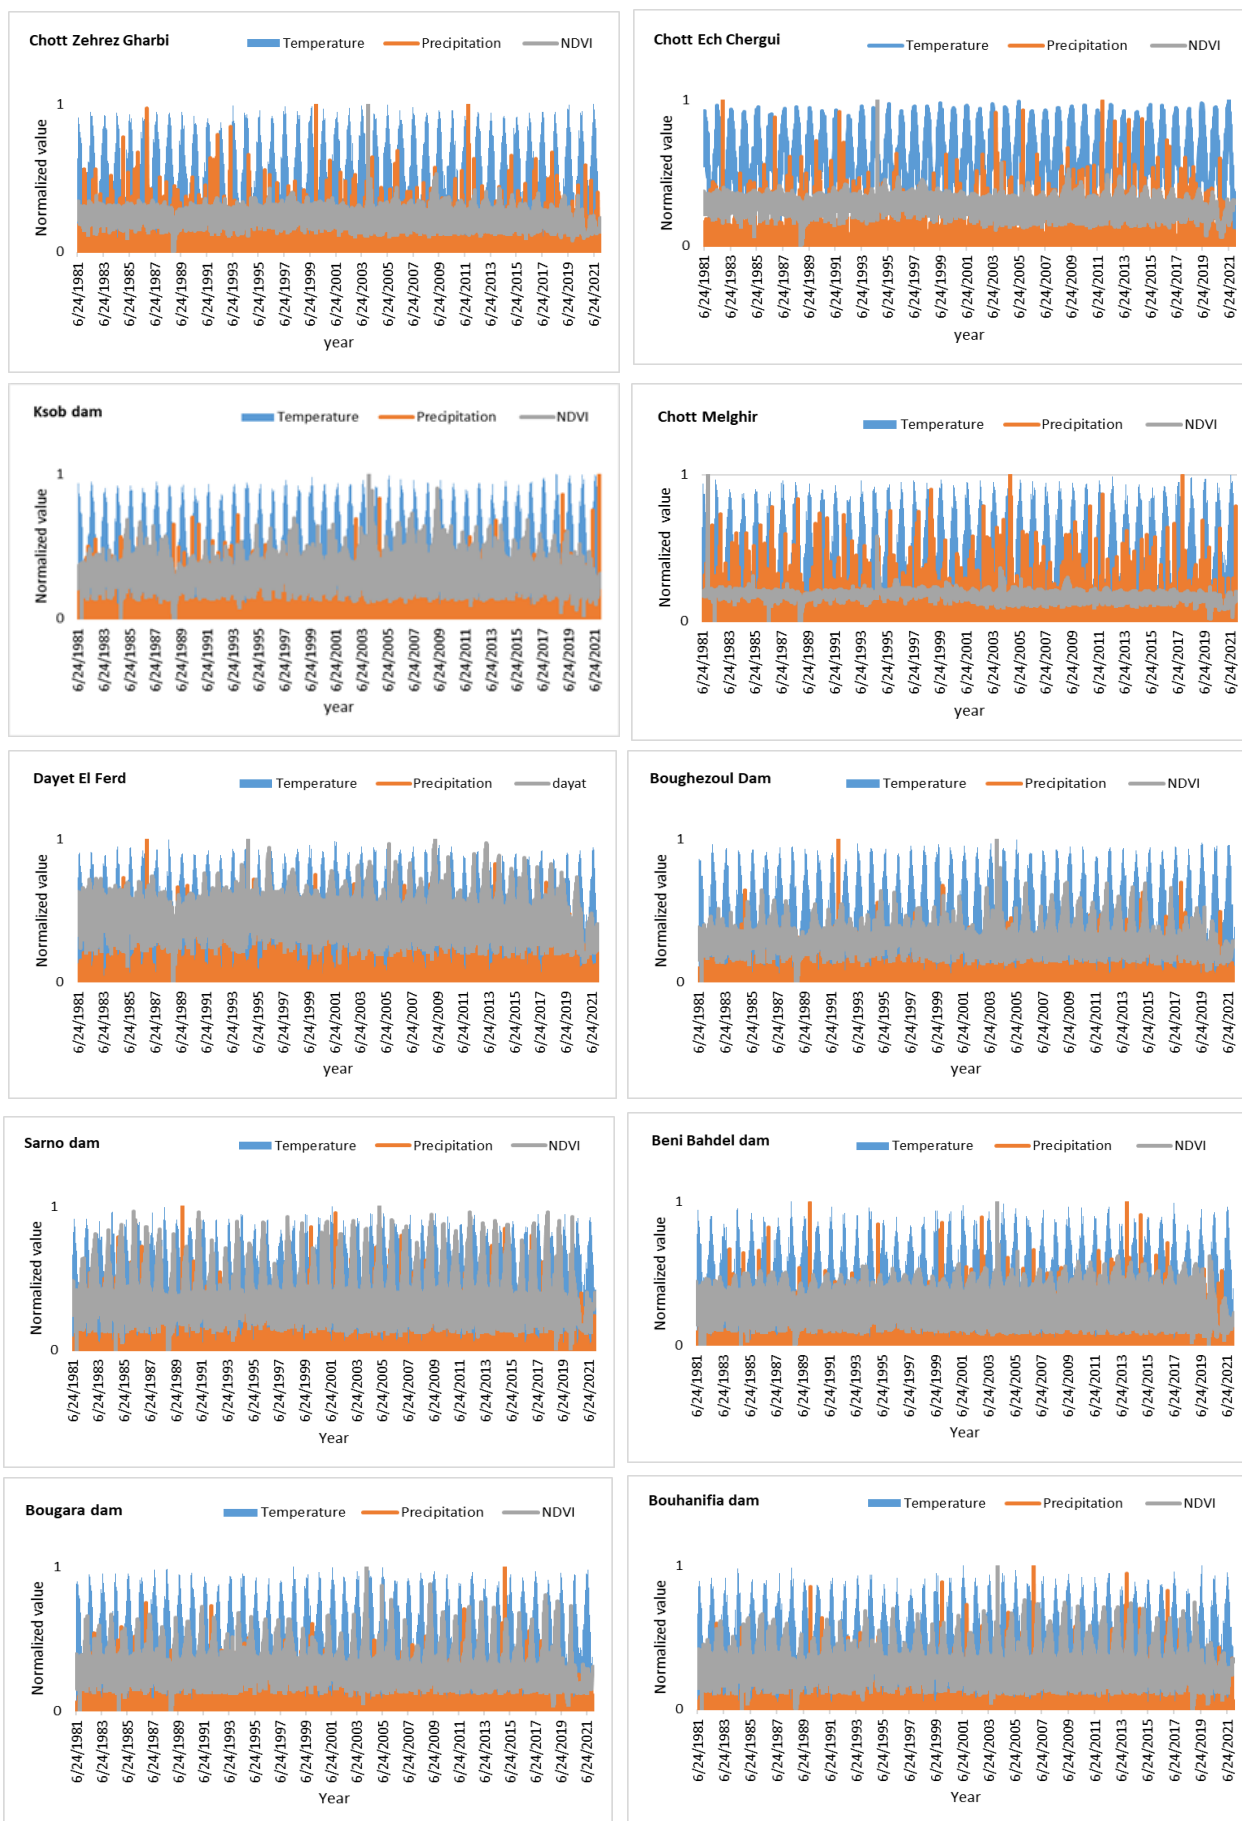 Chott Zehrez Gharbi
Temperature Precipitation NDVI
Normalized value
1
0
6/24/1981 6/24/1983 6/24/1985 6/24/1987 6/24/1989 6/24/1991 6/24/1993 6/24/1995 6/24/1997 6/24/1999 6/24/2001 6/24/2003 6/24/2005 6/24/2007 6/24/2009 6/24/2011 6/24/2013 6/24/2015 6/24/2017 6/24/2019 6/24/2021
year
Chott Ech Chergui
Temperature Precipitation NDVI
Normalized value
1
0
6/24/1981 6/24/1983 6/24/1985 6/24/1987 6/24/1989 6/24/1991 6/24/1993 6/24/1995 6/24/1997 6/24/1999 6/24/2001 6/24/2003 6/24/2005 6/24/2007 6/24/2009 6/24/2011 6/24/2013 6/24/2015 6/24/2017 6/24/2019 6/24/2021
year
Ksob dam
Temperature Precipitation NDVI
Normalized value
1
0
6/24/1981 6/24/1983 6/24/1985 6/24/1987 6/24/1989 6/24/1991 6/24/1993 6/24/1995 6/24/1997 6/24/1999 6/24/2001 6/24/2003 6/24/2005 6/24/2007 6/24/2009 6/24/2011 6/24/2013 6/24/2015 6/24/2017 6/24/2019 6/24/2021
year
Chott Melghir
Temperature Precipitation NDVI
Normalized value
1
0
6/24/1981 6/24/1983 6/24/1985 6/24/1987 6/24/1989 6/24/1991 6/24/1993 6/24/1995 6/24/1997 6/24/1999 6/24/2001 6/24/2003 6/24/2005 6/24/2007 6/24/2009 6/24/2011 6/24/2013 6/24/2015 6/24/2017 6/24/2019 6/24/2021
year
Dayet El Ferd
Temperature Precipitation dayat
Normalized value
1
0
6/24/1981 6/24/1983 6/24/1985 6/24/1987 6/24/1989 6/24/1991 6/24/1993 6/24/1995 6/24/1997 6/24/1999 6/24/2001 6/24/2003 6/24/2005 6/24/2007 6/24/2009 6/24/2011 6/24/2013 6/24/2015 6/24/2017 6/24/2019 6/24/2021
year
Boughezoul Dam
Temperature Precipitation NDVI
Normalized value
1
0
6/24/1981 6/24/1983 6/24/1985 6/24/1987 6/24/1989 6/24/1991 6/24/1993 6/24/1995 6/24/1997 6/24/1999 6/24/2001 6/24/2003 6/24/2005 6/24/2007 6/24/2009 6/24/2011 6/24/2013 6/24/2015 6/24/2017 6/24/2019 6/24/2021
year
Sarno dam
Temperature Precipitation NDVI
Normalized value
1
0
6/24/1981 6/24/1983 6/24/1985 6/24/1987 6/24/1989 6/24/1991 6/24/1993 6/24/1995 6/24/1997 6/24/1999 6/24/2001 6/24/2003 6/24/2005 6/24/2007 6/24/2009 6/24/2011 6/24/2013 6/24/2015 6/24/2017 6/24/2019 6/24/2021
Year
Beni Bahdel dam
Temperature Precipitation NDVI
Normalized value
1
0
6/24/1981 6/24/1983 6/24/1985 6/24/1987 6/24/1989 6/24/1991 6/24/1993 6/24/1995 6/24/1997 6/24/1999 6/24/2001 6/24/2003 6/24/2005 6/24/2007 6/24/2009 6/24/2011 6/24/2013 6/24/2015 6/24/2017 6/24/2019 6/24/2021
Year
Bougara dam
Temperature Precipitation NDVI
Normalized value
1
0
6/24/1981 6/24/1983 6/24/1985 6/24/1987 6/24/1989 6/24/1991 6/24/1993 6/24/1995 6/24/1997 6/24/1999 6/24/2001 6/24/2003 6/24/2005 6/24/2007 6/24/2009 6/24/2011 6/24/2013 6/24/2015 6/24/2017 6/24/2019 6/24/2021
Year
Bouhanifia dam
Temperature Precipitation NDVI
Normalized value
1
0
6/24/1981 6/24/1983 6/24/1985 6/24/1987 6/24/1989 6/24/1991 6/24/1993 6/24/1995 6/24/1997 6/24/1999 6/24/2001 6/24/2003 6/24/2005 6/24/2007 6/24/2009 6/24/2011 6/24/2013 6/24/2015 6/24/2017 6/24/2019 6/24/2021
Year